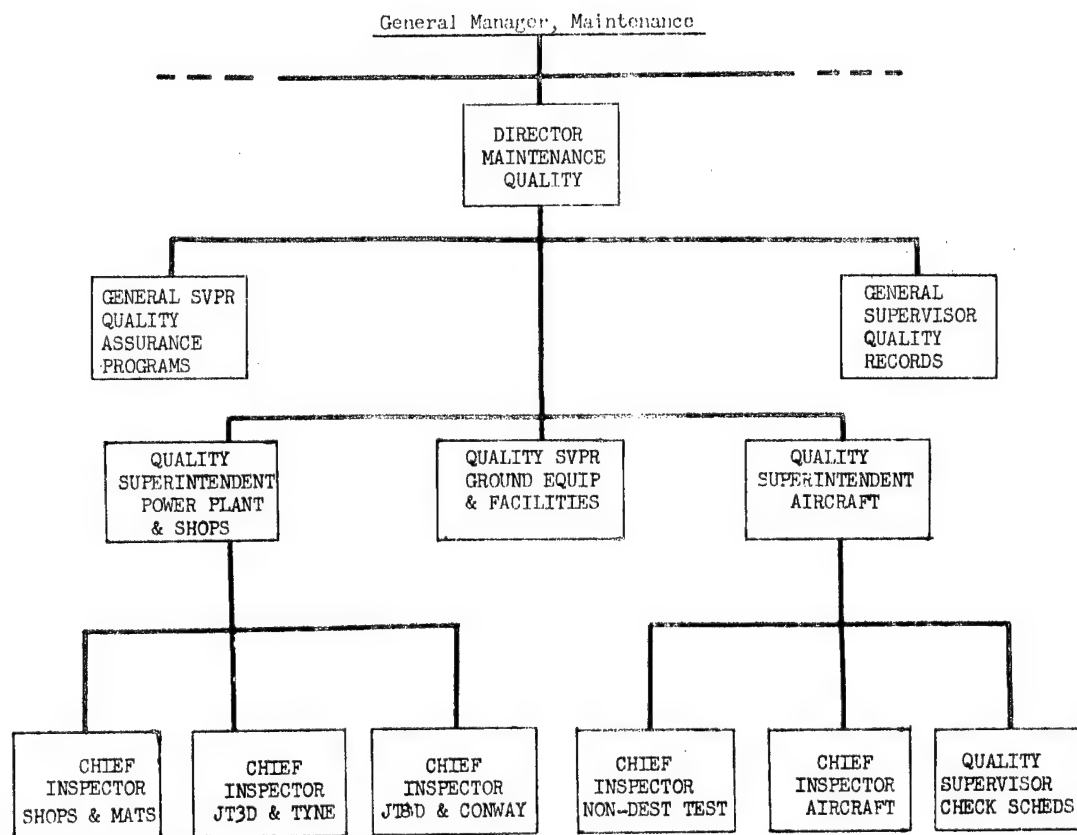 General Manager, Maintenance
DIRECTOR
MAINTENANCE
QUALITY
GENERAL SVPR
QUALITY
ASSURANCE
PROGRAMS
GENERAL
SUPERVISOR
QUALITY
RECORDS
QUALITY
SUPERINTENDENT
POWER PLANT
& SHOPS
QUALITY SVPR
GROUND EQUIP
& FACILITIES
QUALITY
SUPERINTENDENT
AIRCRAFT
CHIEF
INSPECTOR
SHOPS & MATS
CHIEF
INSPECTOR
JT3D & TYNE
CHIEF
INSPECTOR
JT8D & CONWAY
CHIEF
INSPECTOR
NON-DEST TEST
CHIEF
INSPECTOR
AIRCRAFT
QUALITY
SUPERVISOR
CHECK SCHEDS